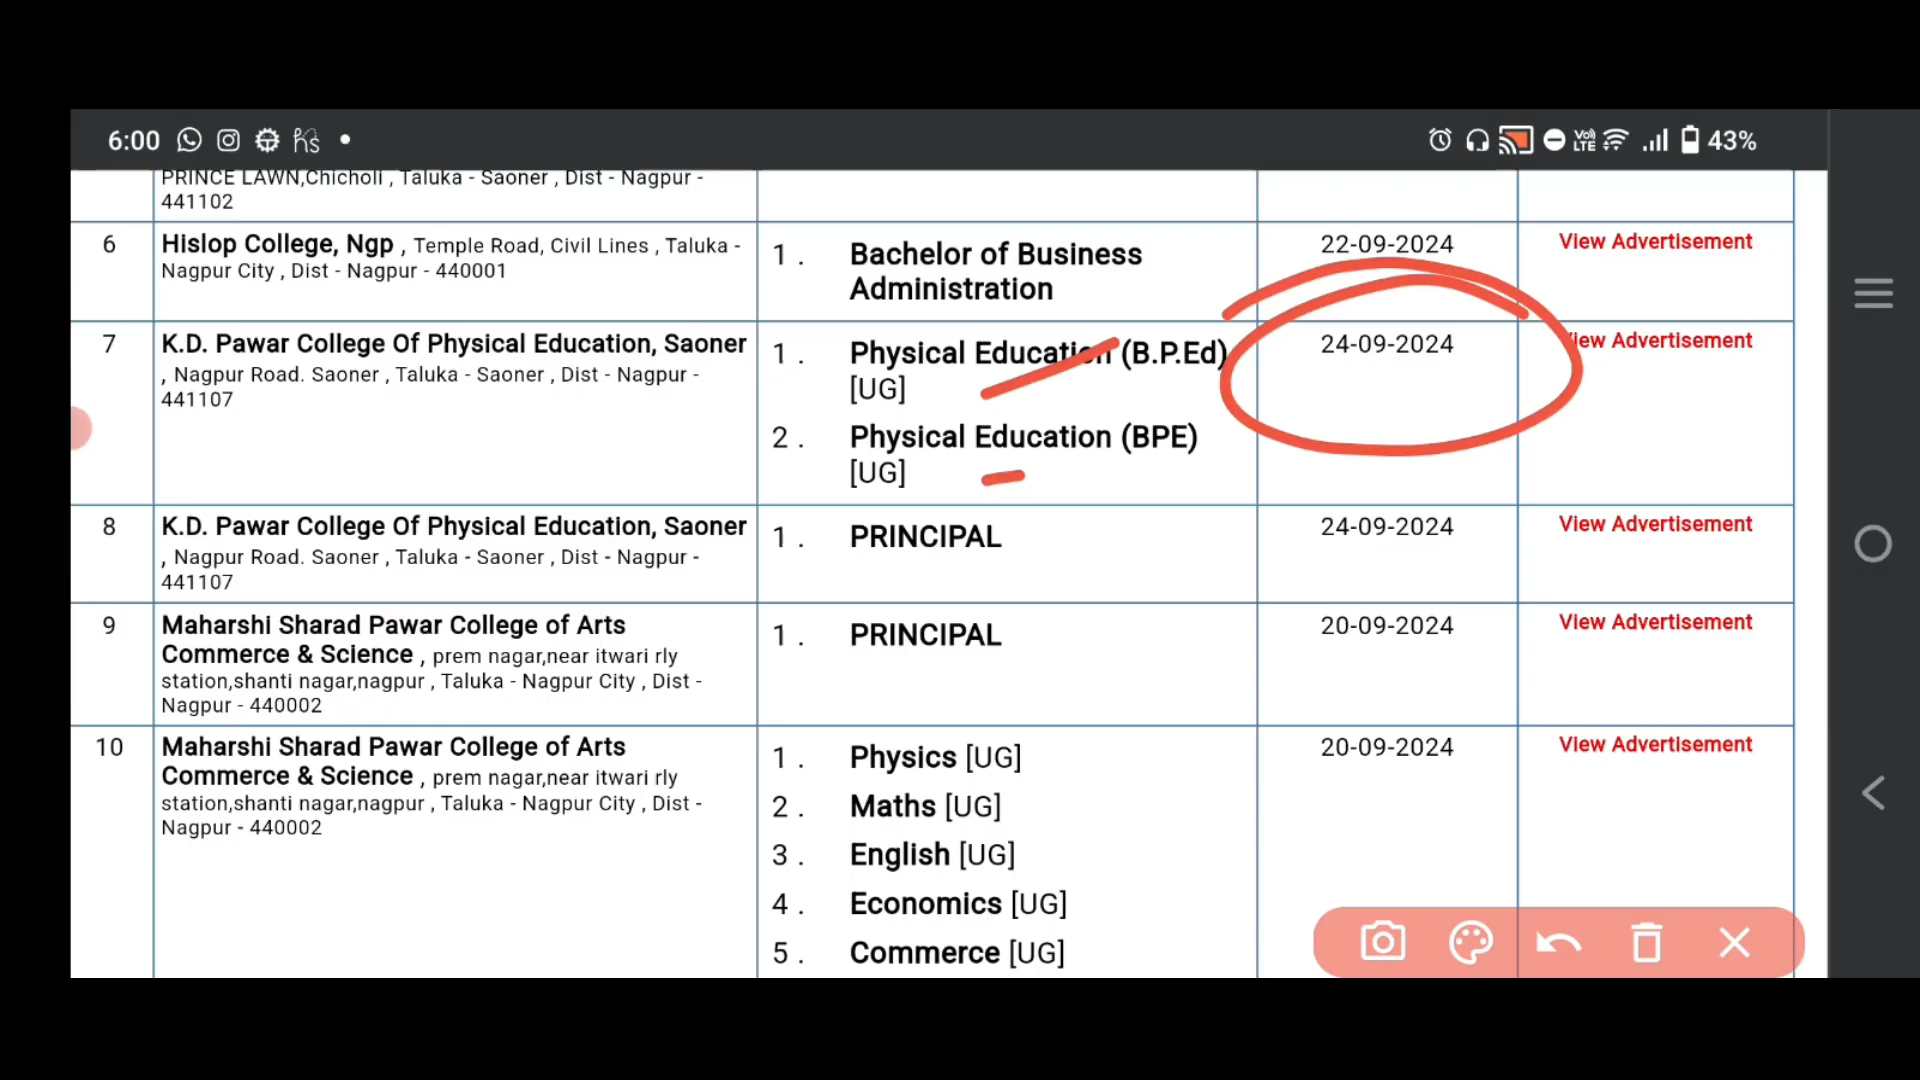 6:00
43%
PRINCE LAWN,Chicholi , Taluka - Saoner , Dist - Nagpur -
441102
6
Hislop College, Ngp , Temple Road, Civil Lines , Taluka -
Nagpur City , Dist - Nagpur - 440001
1 . Bachelor of Business
Administration
22-09-2024
View Advertisement
7
K.D. Pawar College Of Physical Education, Saoner
, Nagpur Road. Saoner , Taluka - Saoner , Dist - Nagpur -
441107
1 . Physical Education (B.P.Ed)
[UG]
2 . Physical Education (BPE)
[UG]
24-09-2024
View Advertisement
8
K.D. Pawar College Of Physical Education, Saoner
, Nagpur Road. Saoner , Taluka - Saoner , Dist - Nagpur -
441107
1 . PRINCIPAL
24-09-2024
View Advertisement
9
Maharshi Sharad Pawar College of Arts
Commerce & Science , prem nagar,near itwari rly
station,shanti nagar,nagpur , Taluka - Nagpur City , Dist -
Nagpur - 440002
1 . PRINCIPAL
20-09-2024
View Advertisement
10
Maharshi Sharad Pawar College of Arts
Commerce & Science , prem nagar,near itwari rly
station,shanti nagar,nagpur , Taluka - Nagpur City , Dist -
Nagpur - 440002
1 . Physics [UG]
2 . Maths [UG]
3 . English [UG]
4 . Economics [UG]
5 . Commerce [UG]
20-09-2024
View Advertisement